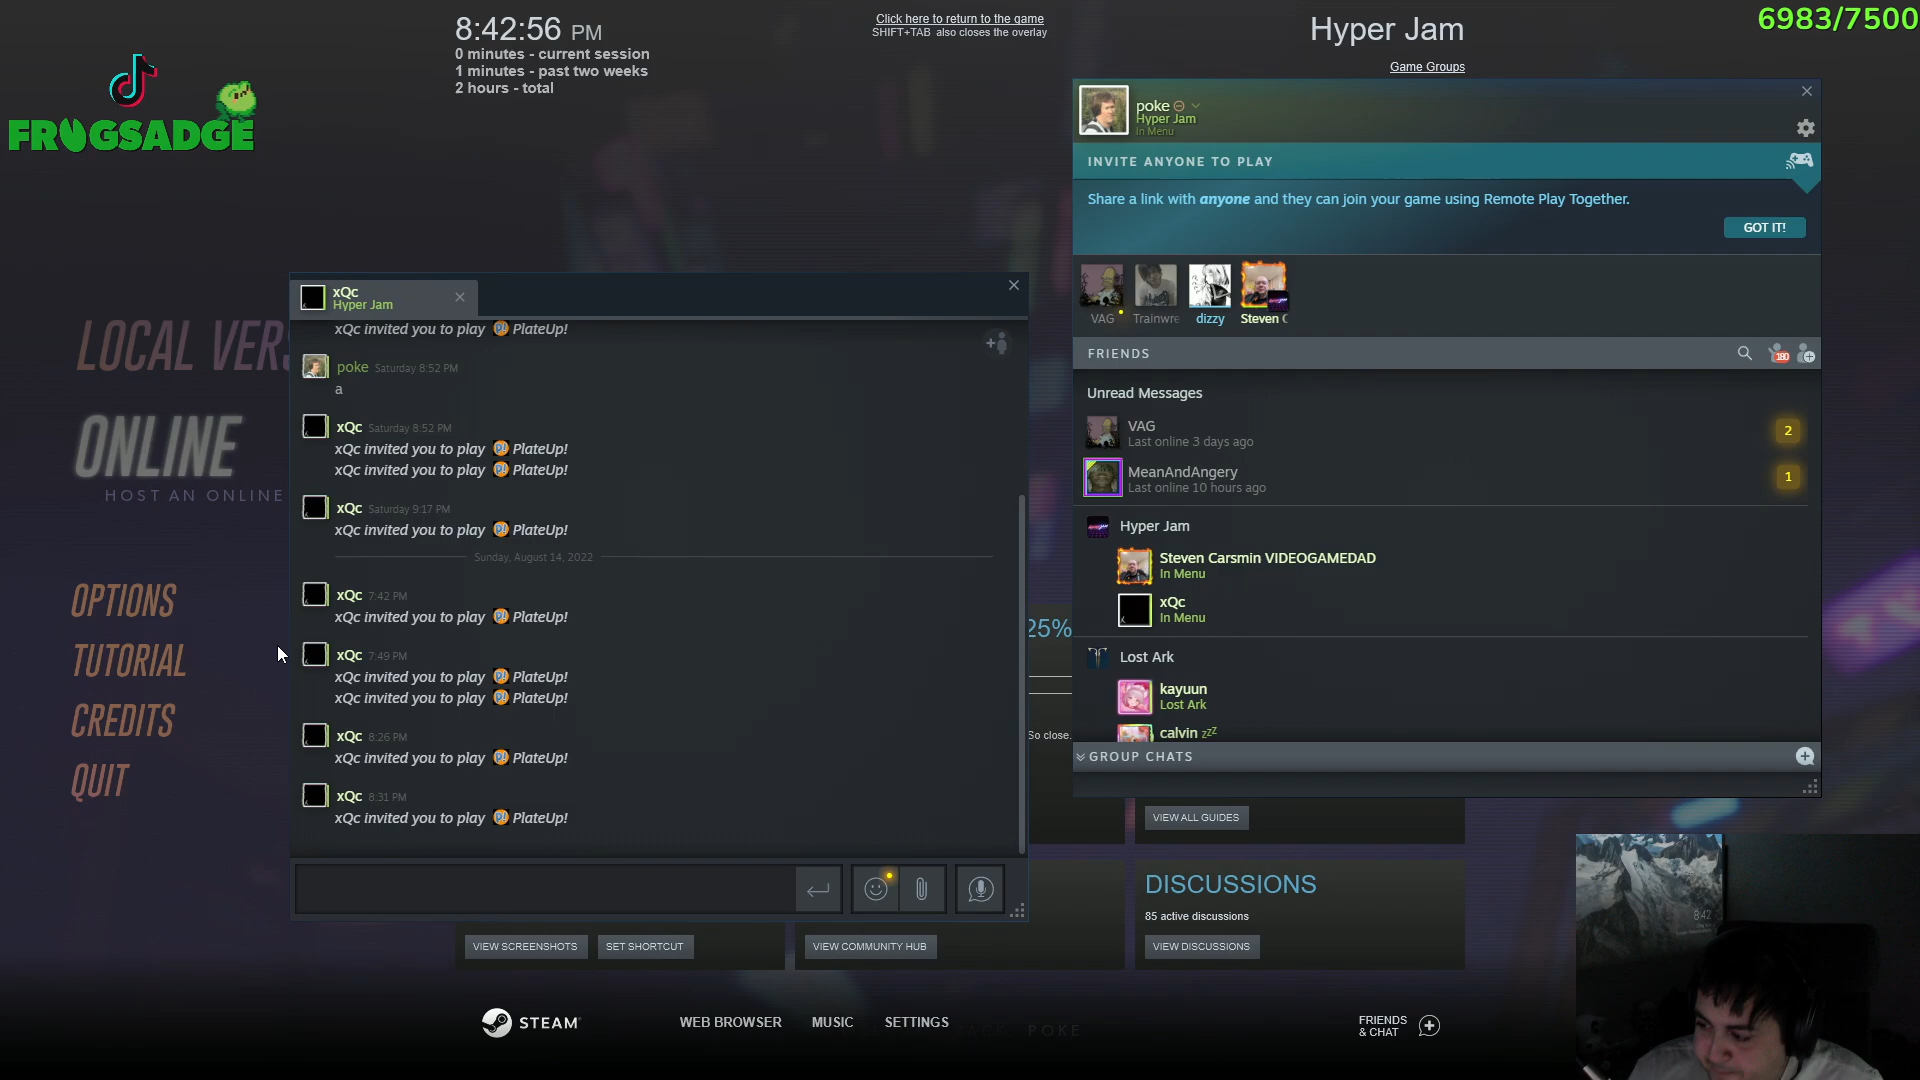 8:42:56 PM
0 minutes - current session
1 minutes - past two weeks
2 hours - total
Click here to return to the game
SHIFT+TAB also closes the overlay
Hyper Jam
Game Groups
6983/7500
FROGSADGE
poke
Hyper Jam
In Menu
INVITE ANYONE TO PLAY
Share a link with anyone and they can join your game using Remote Play Together.
GOT IT!
VAG
Trainwre
dizzy
Steven C
FRIENDS
180
Unread Messages
VAG
Last online 3 days ago
2
MeanAndAngery
Last online 10 hours ago
1
Hyper Jam
Steven Carsmin VIDEOGAMEDAD
In Menu
xQc
In Menu
Lost Ark
kayuun
Lost Ark
calvin zzZ
GROUP CHATS
xQc
Hyper Jam
xQc invited you to play PlateUp!
poke Saturday 8:52 PM
a
xQc Saturday 8:52 PM
xQc invited you to play PlateUp!
xQc invited you to play PlateUp!
xQc Saturday 9:17 PM
xQc invited you to play PlateUp!
Sunday, August 14, 2022
xQc 7:42 PM
xQc invited you to play PlateUp!
xQc 7:49 PM
xQc invited you to play PlateUp!
xQc invited you to play PlateUp!
xQc 8:26 PM
xQc invited you to play PlateUp!
xQc 8:31 PM
xQc invited you to play PlateUp!
LOCAL VERS
ONLINE
HOST AN ONLINE
OPTIONS
TUTORIAL
CREDITS
QUIT
25%
So close.
VIEW ALL GUIDES
DISCUSSIONS
85 active discussions
VIEW SCREENSHOTS
SET SHORTCUT
VIEW COMMUNITY HUB
VIEW DISCUSSIONS
8:42
STEAM
WEB BROWSER
MUSIC
SETTINGS
POKE
FRIENDS
& CHAT